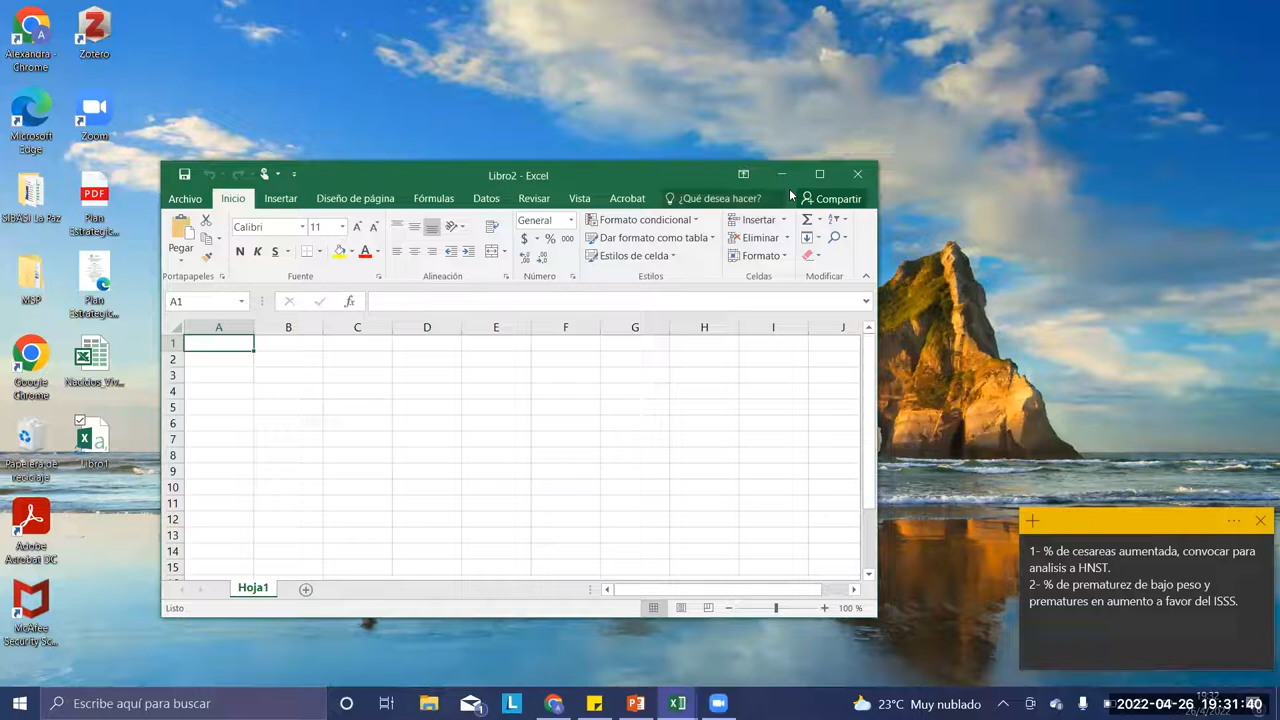 Alexandra -
Chrome
Zotero
Microsoft
Edge
Zoom
SIBASI La Paz
PDF
Plan
Estrategic...
MSP
Plan
Estrategic...
Google
Chrome
Nacidos_Viv...
Papelera de
reciclaje
Libro1
Adobe
Acrobat DC
McAfee
Security Sc...
Libro2 - Excel
Archivo Inicio Insertar Diseño de página Fórmulas Datos Revisar Vista Acrobat ¿Qué desea hacer? Compartir
Pegar
Calibri 11
N K S
General
$ % 000
Formato condicional
Dar formato como tabla
Estilos de celda
Insertar
Eliminar
Formato
Portapapeles Fuente Alineación Número Estilos Celdas Modificar
A1 fx
A B C D E F G H I J
1
2
3
4
5
6
7
8
9
10
11
12
13
14
15
Hoja1
Listo 100 %
1- % de cesareas aumentada, convocar para
analisis a HNST.
2- % de prematurez de bajo peso y
prematures en aumento a favor del ISSS.
Escribe aquí para buscar
23°C Muy nublado
2022-04-26 19:31:40